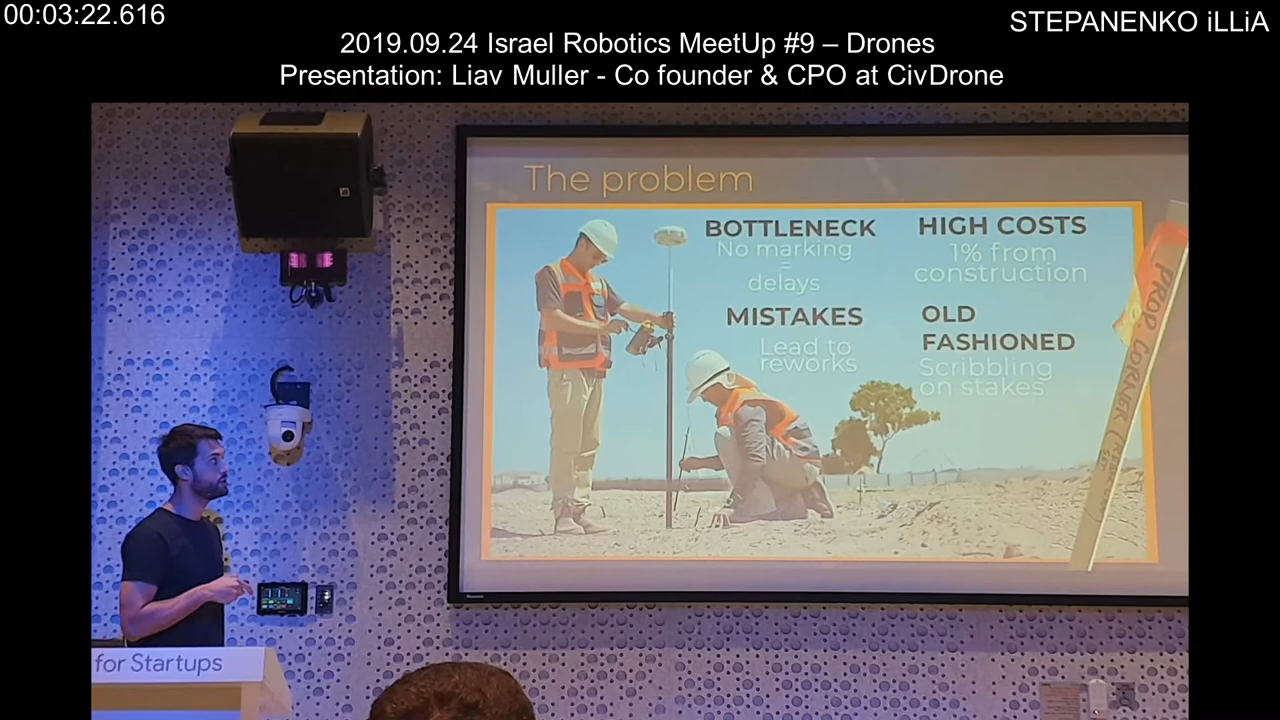 00:03:22.616
STEPANENKO iLLiA
2019.09.24 Israel Robotics MeetUp #9 – Drones
Presentation: Liav Muller - Co founder & CPO at CivDrone
The problem
BOTTLENECK
No marking
=
delays
HIGH COSTS
1% from
construction
MISTAKES
Lead to
reworks
OLD
FASHIONED
Scribbling
on stakes
PROP. CORNER
for Startups